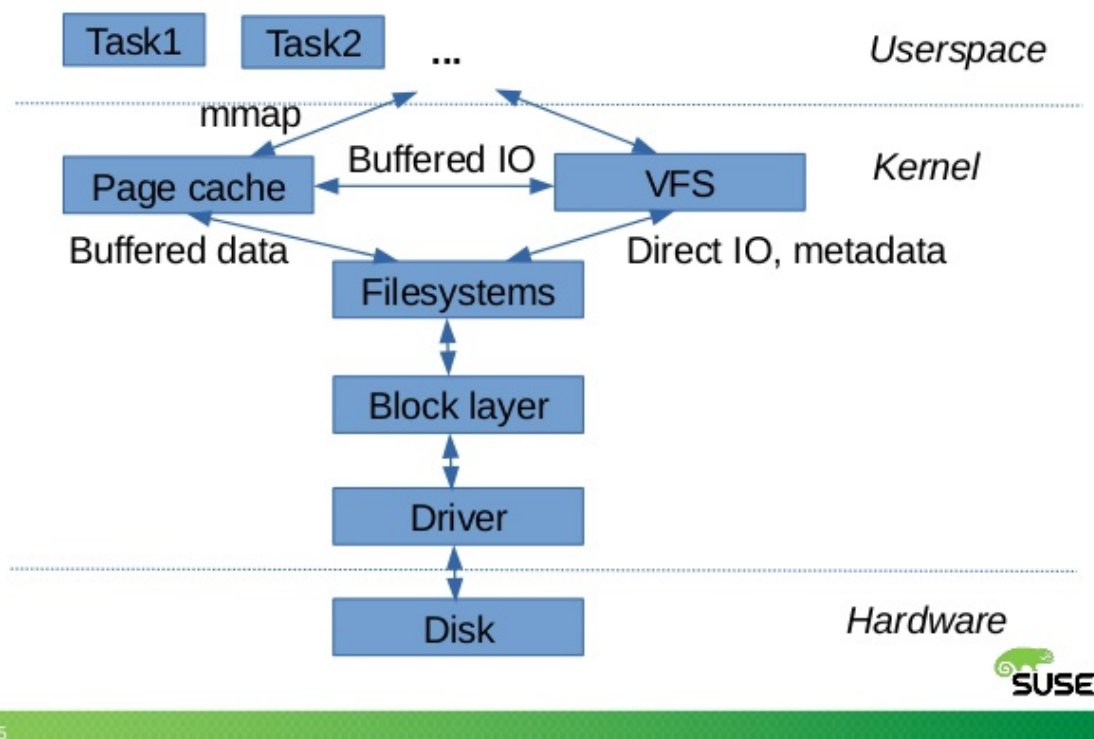 Task1
Task2
...
Userspace
mmap
Buffered IO
Kernel
Page cache
VFS
Buffered data
Direct IO, metadata
Filesystems
Block layer
Driver
Disk
Hardware
SUSE
5